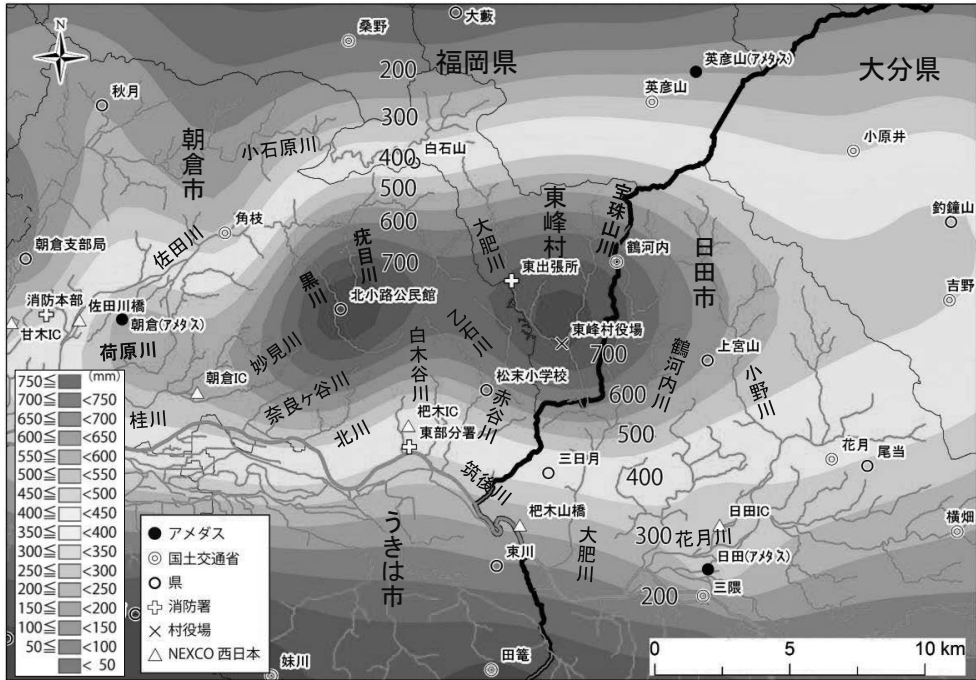 N
大藪
桑野
福岡県
200
英彦山(アメダス)
大分県
秋月
英彦山
300
朝倉市
小石原川
白石山
400
小原井
500
東峰村
宝珠山川
600
角枝
佐田川
疣目川
大肥川
鶴河内
日田市
釣鐘山
朝倉支部局
700
黒川
東出張所
北小路公民館
吉野
消防本部
佐田川橋
甘木IC
朝倉(アメダス)
荷原川
妙見川
白木谷川
乙石川
東峰村役場
700
鶴河内川
上宮山
小野川
朝倉IC
奈良ヶ谷川
松末小学校
赤谷川
600
桂川
北川
杷木IC
東部分署
500
花月
尾当
三日月
400
筑後川
うきは市
杷木山橋
大肥川
300
花月川
日田IC
横畑
東川
日田(アメダス)
200
三隈
妹川
田篭
750≦ (mm)
700≦ <750
650≦ <700
600≦ <650
550≦ <600
500≦ <550
450≦ <500
400≦ <450
350≦ <400
300≦ <350
250≦ <300
200≦ <250
150≦ <200
100≦ <150
50≦ <100
< 50
アメダス
国土交通省
県
消防署
村役場
NEXCO 西日本
0 5 10 km